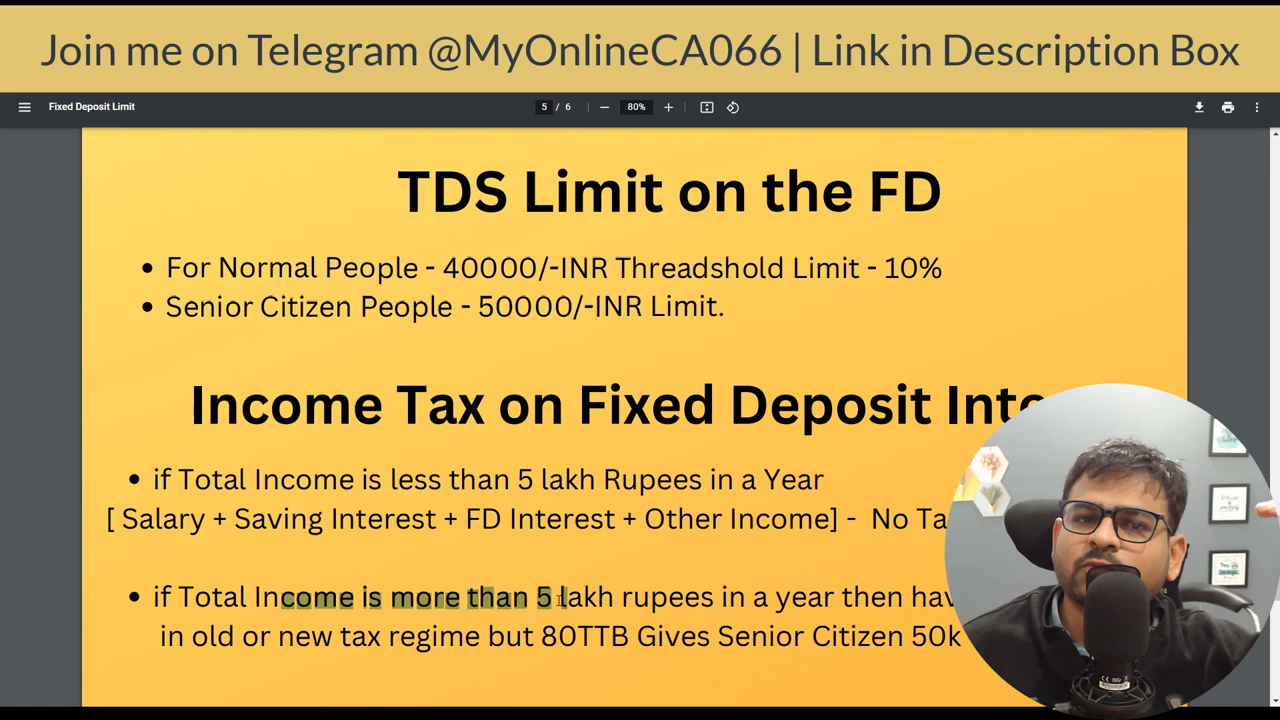 Join me on Telegram @MyOnlineCA066 | Link in Description Box
Fixed Deposit Limit
5 / 6
80%
TDS Limit on the FD
• For Normal People - 40000/-INR Threadshold Limit - 10%
• Senior Citizen People - 50000/-INR Limit.
Income Tax on Fixed Deposit
• if Total Income is less than 5 lakh Rupees in a Year
[ Salary + Saving Interest + FD Interest + Other Income] - No
• if Total Income is more than 5 lakh rupees in a year then
in old or new tax regime but 80TTB Gives Senior Citizen 50k